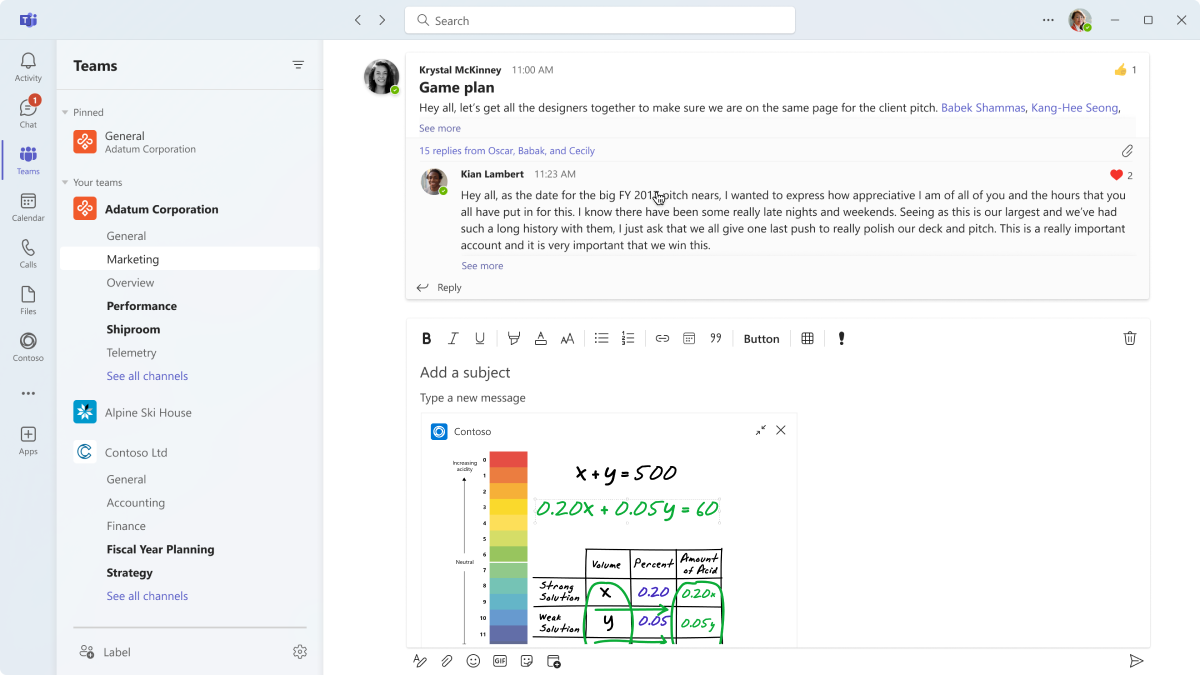 Search
Activity
1
Chat
Teams
Calendar
Calls
Files
Contoso
Apps
Teams
Pinned
General
Adatum Corporation
Your teams
Adatum Corporation
General
Marketing
Overview
Performance
Shiproom
Telemetry
See all channels
Alpine Ski House
Contoso Ltd
General
Accounting
Finance
Fiscal Year Planning
Strategy
See all channels
Label
Krystal McKinney 11:00 AM
1
Game plan
Hey all, let's get all the designers together to make sure we are on the same page for the client pitch. Babek Shammas, Kang-Hee Seong,
See more
15 replies from Oscar, Babak, and Cecily
Kian Lambert 11:23 AM
2
Hey all, as the date for the big FY pitch nears, I wanted to express how appreciative I am of all of you and the hours that you
all have put in for this. I know there have been some really late nights and weekends. Seeing as this is our largest and we've had
such a long history with them, I just ask that we all give one last push to really polish our deck and pitch. This is a really important
account and it is very important that we win this.
See more
Reply
B I U
AA
Button
Add a subject
Type a new message
Contoso
Increasing
acidity
0
1
2
3
4
5
6
Neutral
7
8
9
10
11
x + y = 500
0.20x + 0.05y = 60
Volume Percent Amount
of Acid
Strong
Solution x 0.20 0.20x
Weak
Solution y 0.05 0.05y
GIF